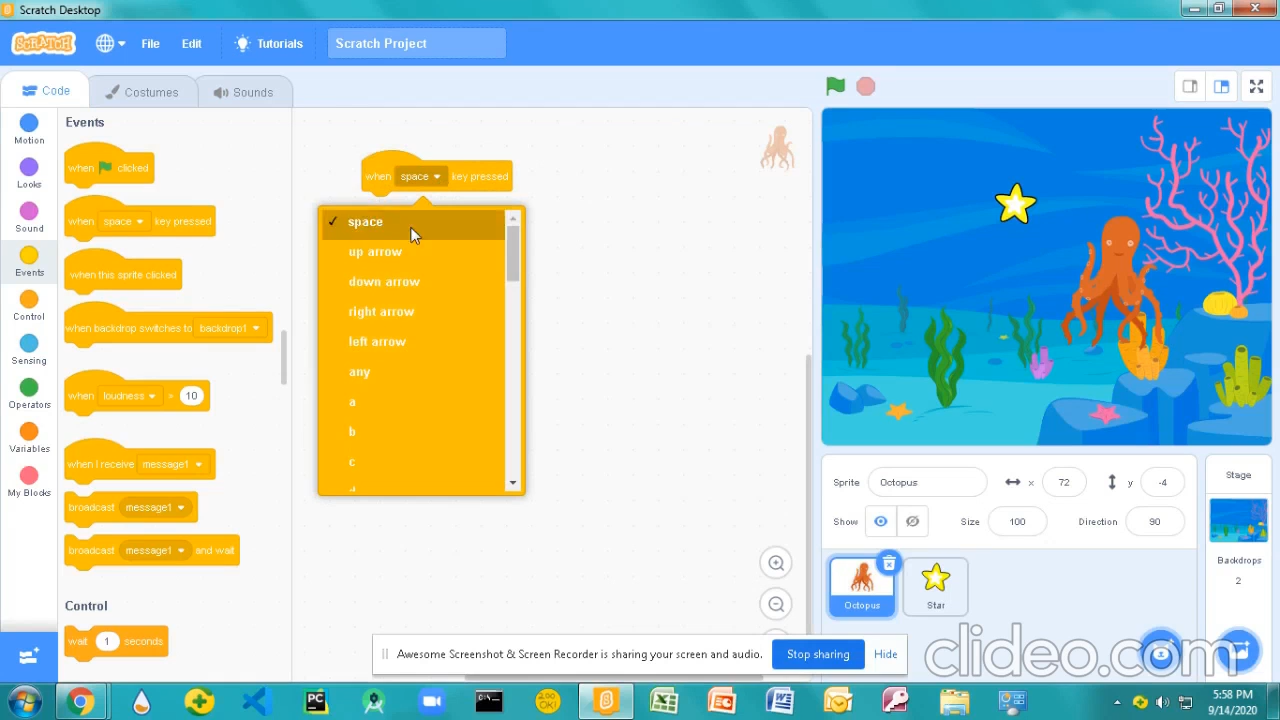 Scratch Desktop
SCRATCH
File
Edit
Tutorials
Scratch Project
Code
Costumes
Sounds
Motion
Looks
Sound
Events
Control
Sensing
Operators
Variables
My Blocks
Events
when clicked
when space key pressed
when this sprite clicked
when backdrop switches to backdrop1
when loudness > 10
when I receive message1
broadcast message1
broadcast message1 and wait
Control
wait 1 seconds
when space key pressed
✓ space
up arrow
down arrow
right arrow
left arrow
any
a
b
c
Sprite Octopus x 72 y -4
Show Size 100 Direction 90
Octopus
Star
Stage
Backdrops
2
Awesome Screenshot & Screen Recorder is sharing your screen and audio.
Stop sharing
Hide
clideo.com
PC
200
OK!
5:58 PM
9/14/2020